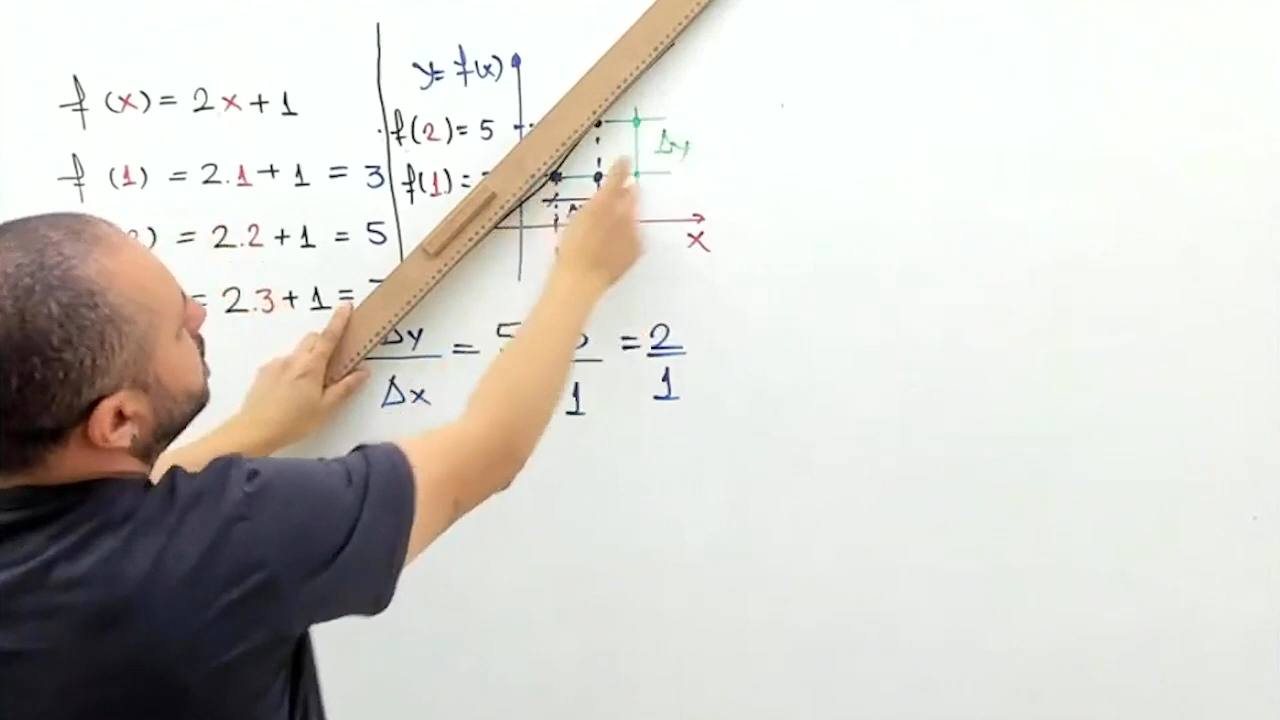 f(x) = 2x + 1
f(1) = 2.1 + 1 = 3
) = 2.2 + 1 = 5
= 2.3 + 1 =
y = f(x)
f(2) = 5
f(1) =
Δy
x
Δy/Δx = 5 /1 = 2/1